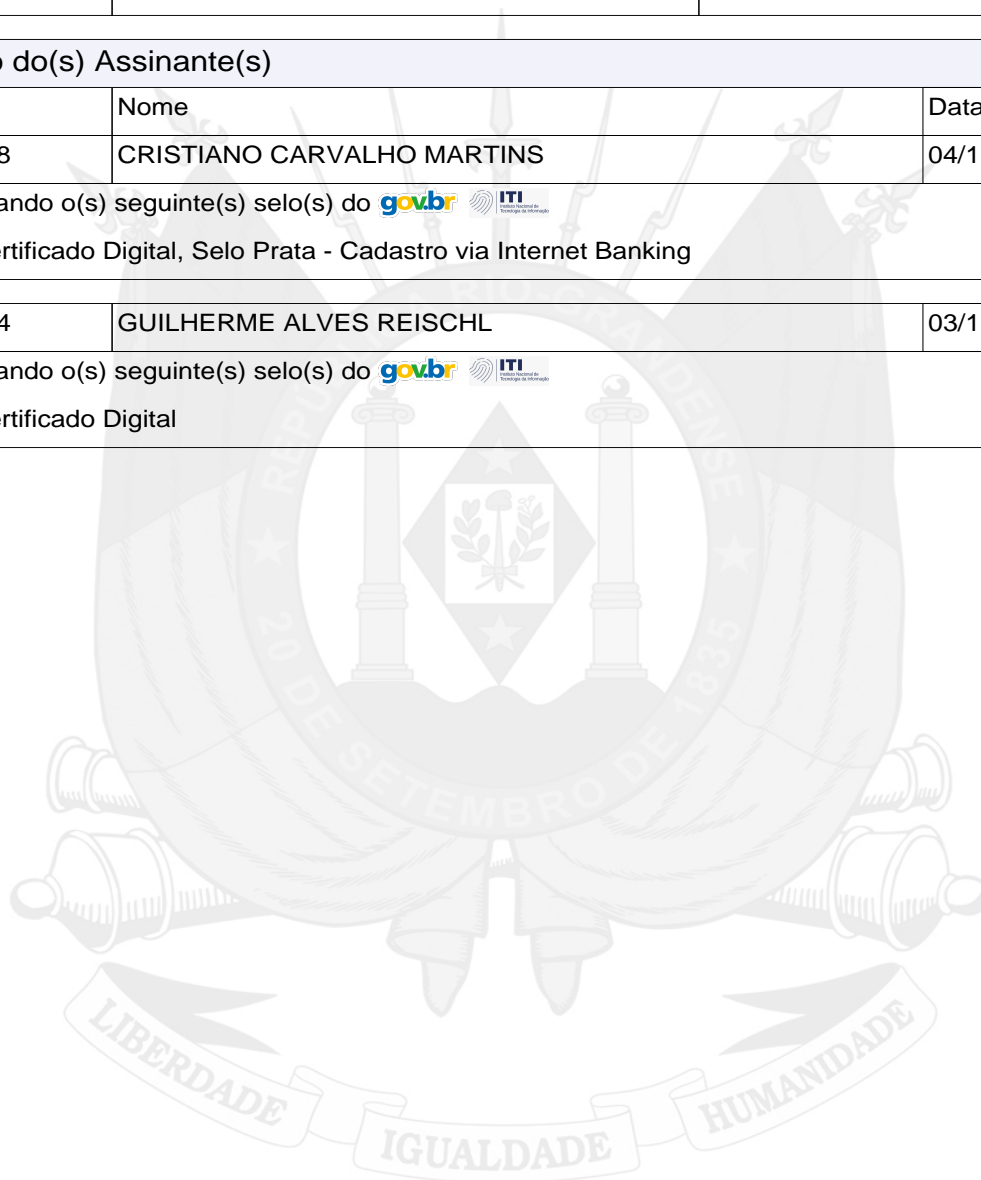 o do(s) Assinante(s)
Nome Data
8 CRISTIANO CARVALHO MARTINS 04/1
ando o(s) seguinte(s) selo(s) do gov.br ITI
ertificado Digital, Selo Prata - Cadastro via Internet Banking
4 GUILHERME ALVES REISCHL 03/1
ando o(s) seguinte(s) selo(s) do gov.br ITI
ertificado Digital
REPÚBLICA RIO-GRANDENSE
20 DE SETEMBRO DE 1835
LIBERDADE IGUALDADE HUMANIDADE